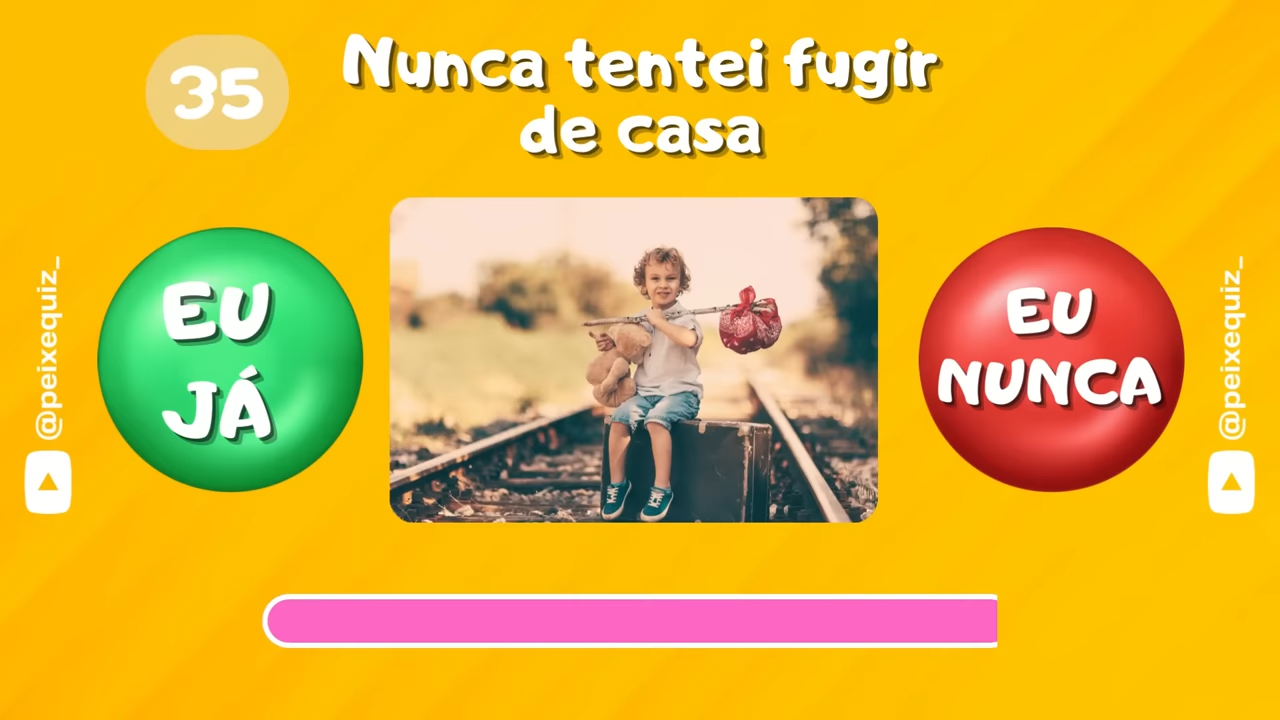 35
Nunca tentei fugir
de casa
EU
JÁ
EU
NUNCA
@peixequiz_
@peixequiz_